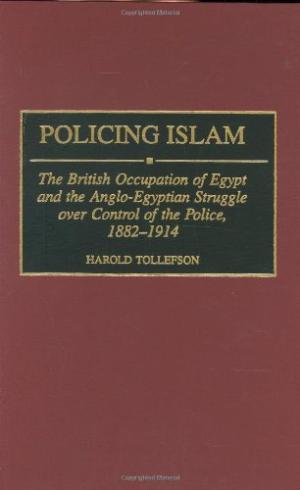 POLICING ISLAM
The British Occupation of Egypt
and the Anglo-Egyptian Struggle
over Control of the Police,
1882–1914
HAROLD TOLLEFSON